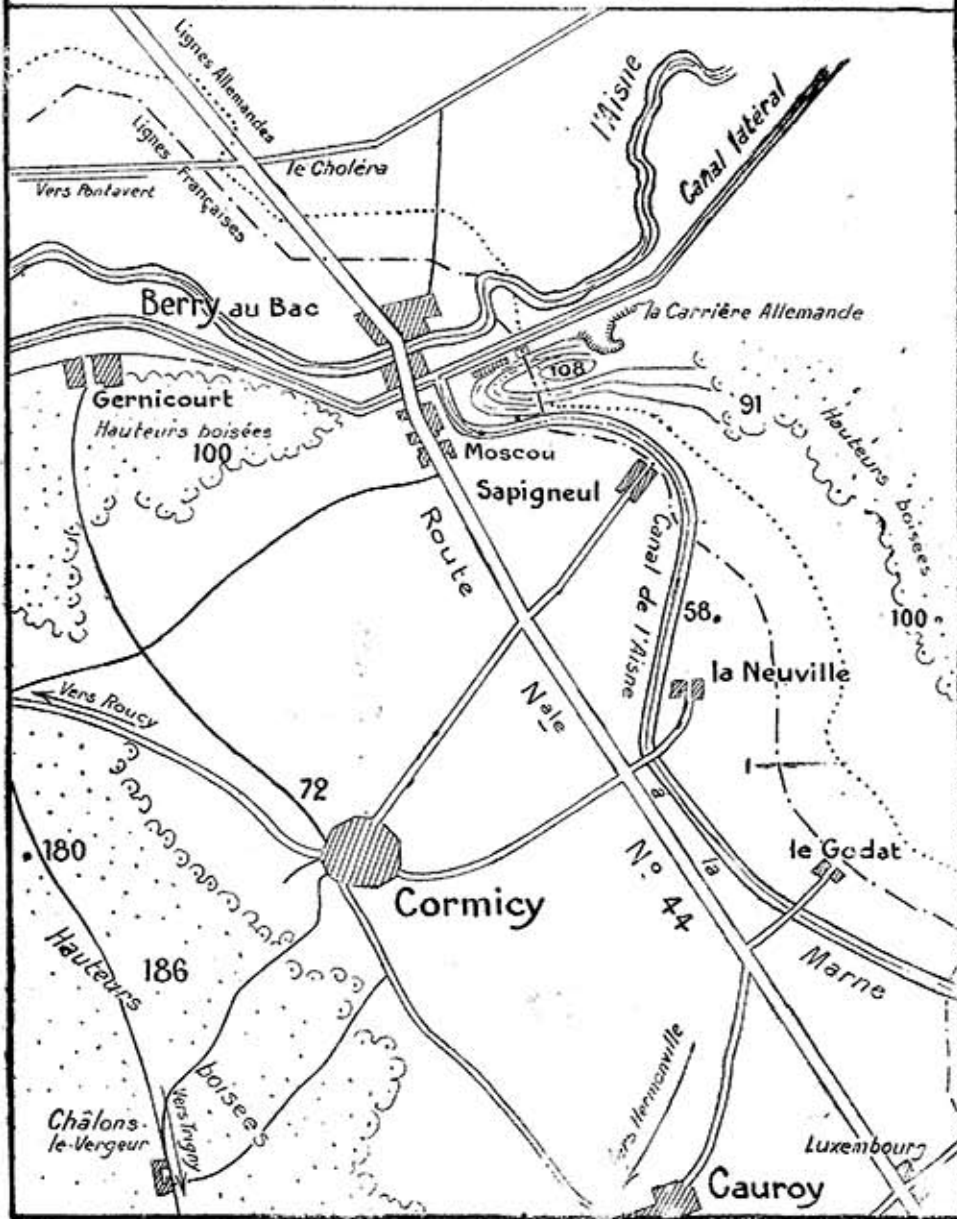 Lignes Allemandes
Lignes Françaises
l'Aisne
Canal latéral
le Choléra
Vers Pontavert
Berry au Bac
la Carrière Allemande
108
91
Gernicourt
Hauteurs boisées
100
Moscou
Sapigneul
Hauteurs boisees
100
Route
Canal de l'Aisne
58
la Neuville
Vers Roucy
Nale
72
1
à la
le Godat
180
No 44
Cormicy
Hauteurs
186
Marne
boisees
Vers Hermonville
Châlons-
le-Vergeur
Vers Trigny
Luxembourg
Cauroy